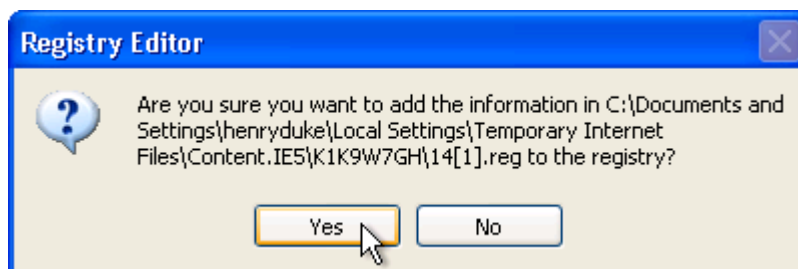 Registry Editor
Are you sure you want to add the information in C:\Documents and
Settings\henryduke\Local Settings\Temporary Internet
Files\Content.IE5\K1K9W7GH\14[1].reg to the registry?
Yes No